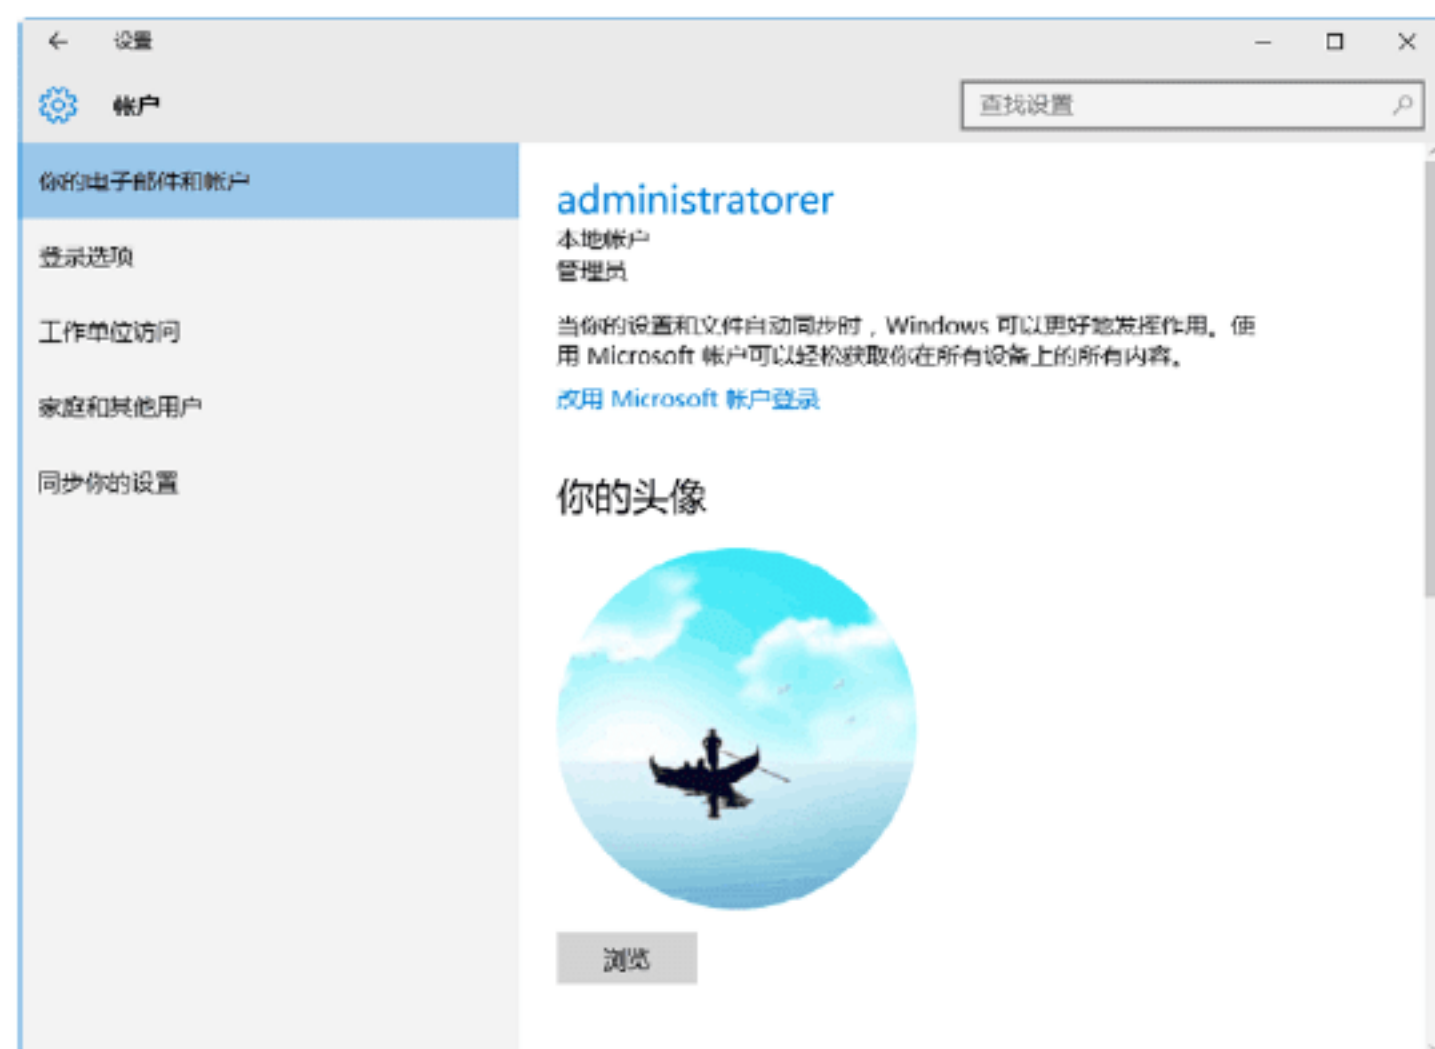 设置
帐户
查找设置
你的电子邮件和帐户
登录选项
工作单位访问
家庭和其他用户
同步你的设置
administratorer
本地帐户
管理员
当你的设置和文件自动同步时，Windows 可以更好地发挥作用。使
用 Microsoft 帐户可以轻松获取你在所有设备上的所有内容。
改用 Microsoft 帐户登录
你的头像
浏览